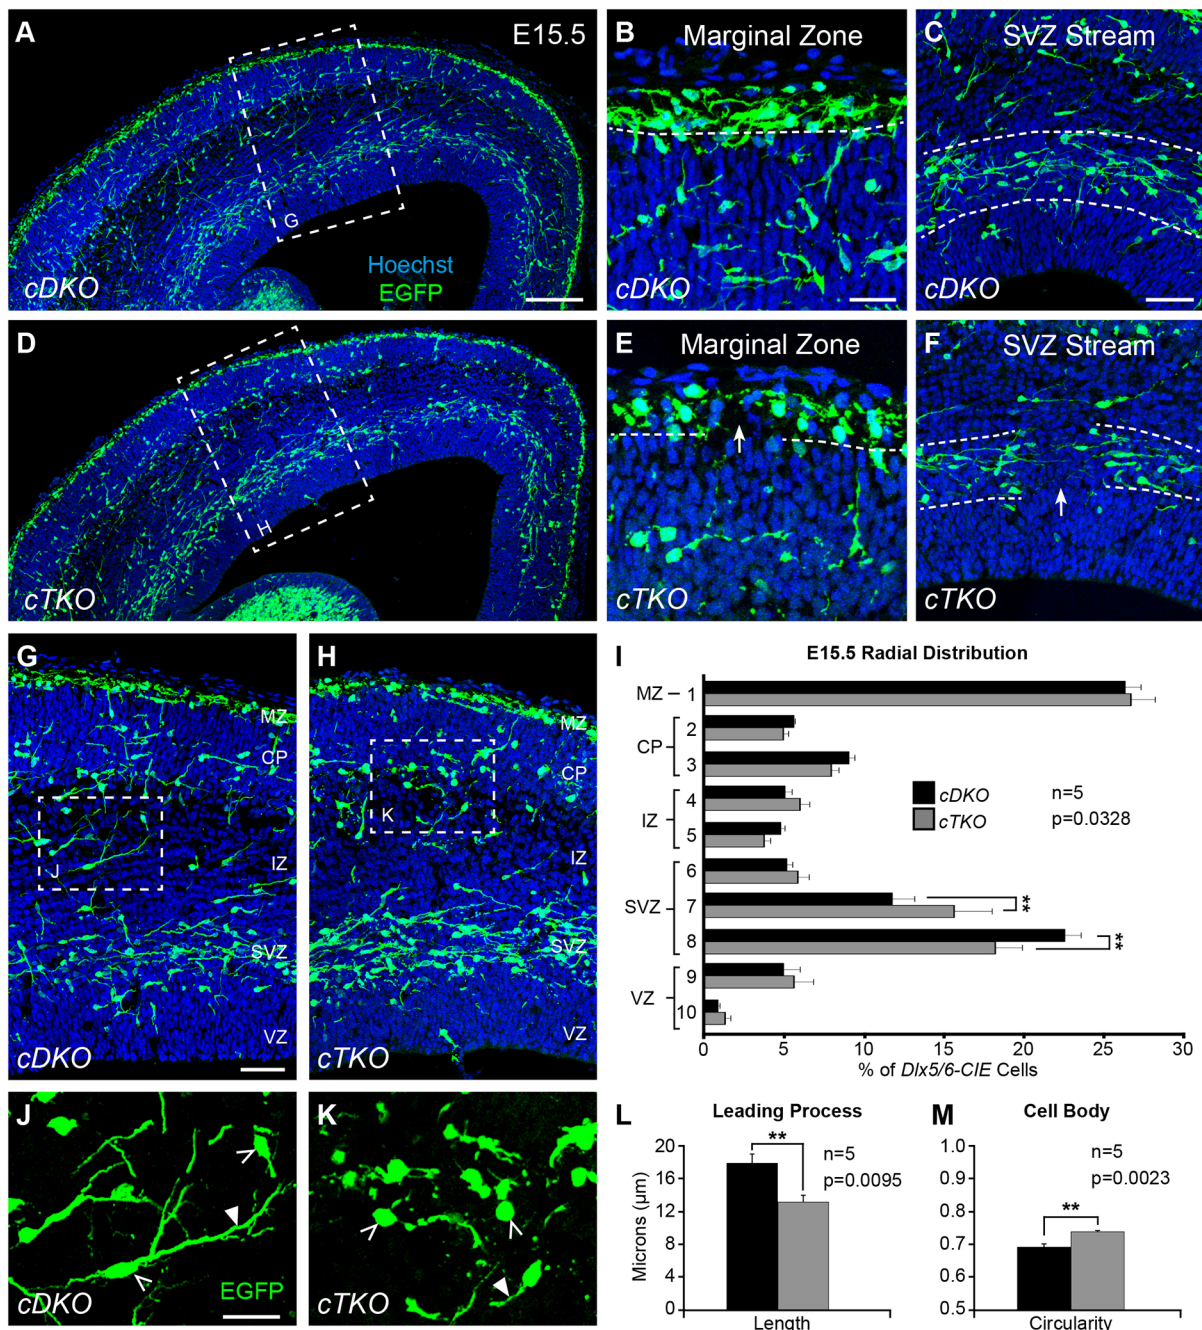 A
E15.5
G
Hoechst
EGFP
cDKO
B
Marginal Zone
cDKO
C
SVZ Stream
cDKO
D
H
cTKO
E
Marginal Zone
cTKO
F
SVZ Stream
cTKO
G
MZ
CP
J
IZ
SVZ
VZ
cDKO
H
MZ
CP
K
IZ
SVZ
VZ
cTKO
I
E15.5 Radial Distribution
MZ
1
CP
2
3
IZ
4
5
SVZ
6
7
8
VZ
9
10
cDKO
n=5
cTKO
p=0.0328
**
**
0
5
10
15
20
25
30
% of Dlx5/6-CIE Cells
J
EGFP
cDKO
K
cTKO
L
Leading Process
Microns (μm)
20
16
12
8
4
0
**
n=5
p=0.0095
Length
M
Cell Body
1.0
0.9
0.8
0.7
0.6
0.5
**
n=5
p=0.0023
Circularity